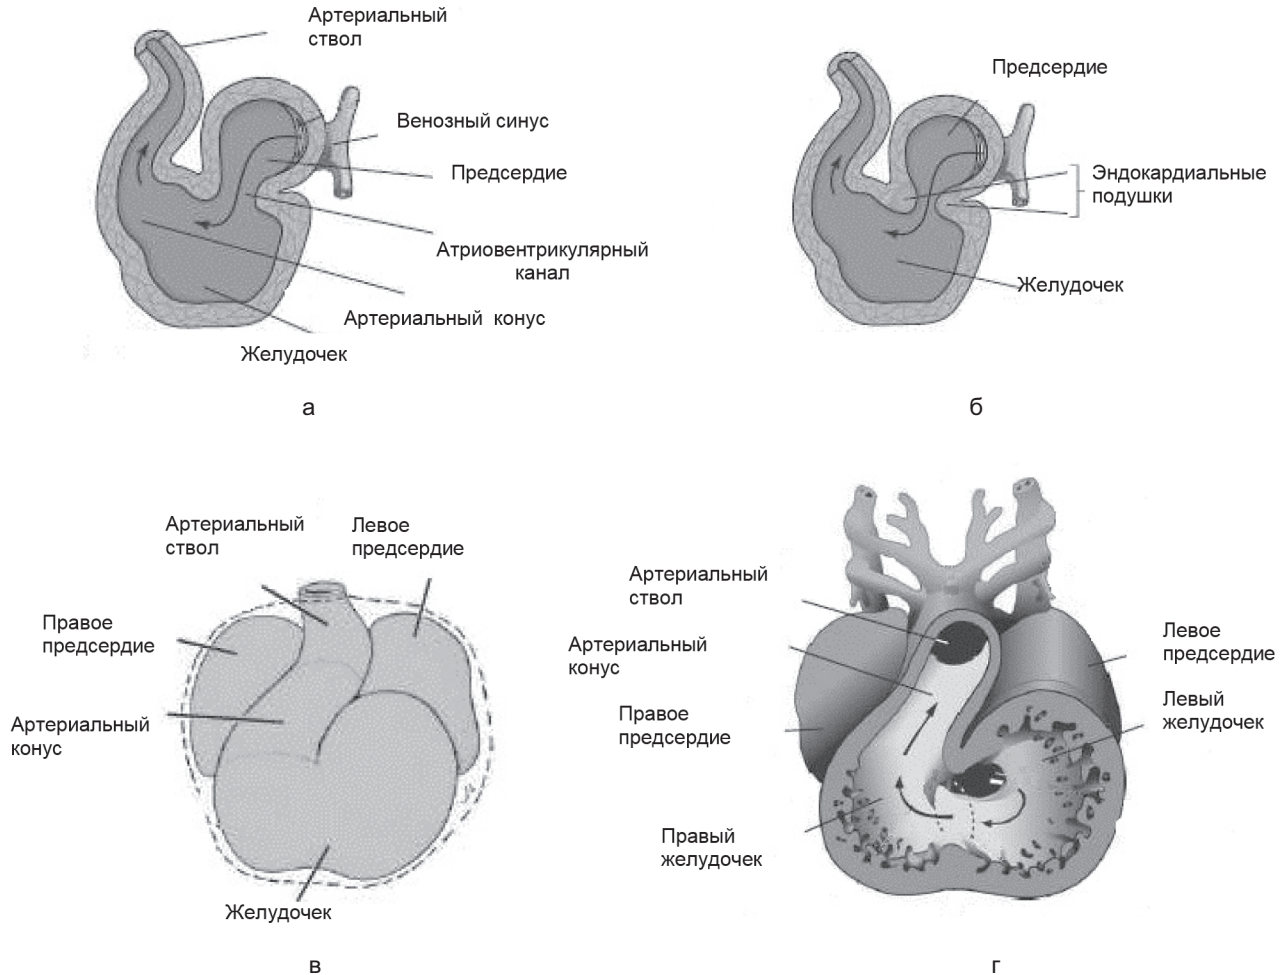 Артериальный
ствол
Венозный синус
Предсердие
Атриовентрикулярный
канал
Артериальный конус
Желудочек
а
Предсердие
Эндокардиальные
подушки
Желудочек
б
Артериальный
ствол
Левое
предсердие
Правое
предсердие
Артериальный
конус
Желудочек
в
Артериальный
ствол
Артериальный
конус
Правое
предсердие
Правый
желудочек
Левое
предсердие
Левый
желудочек
г